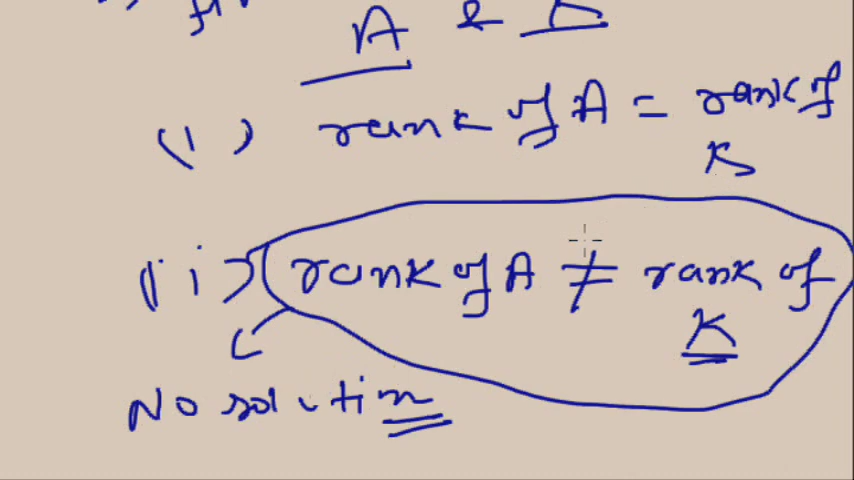 A &
(i) rank of A = rank of
K
(ii) rank of A ≠ rank of
K
No solution